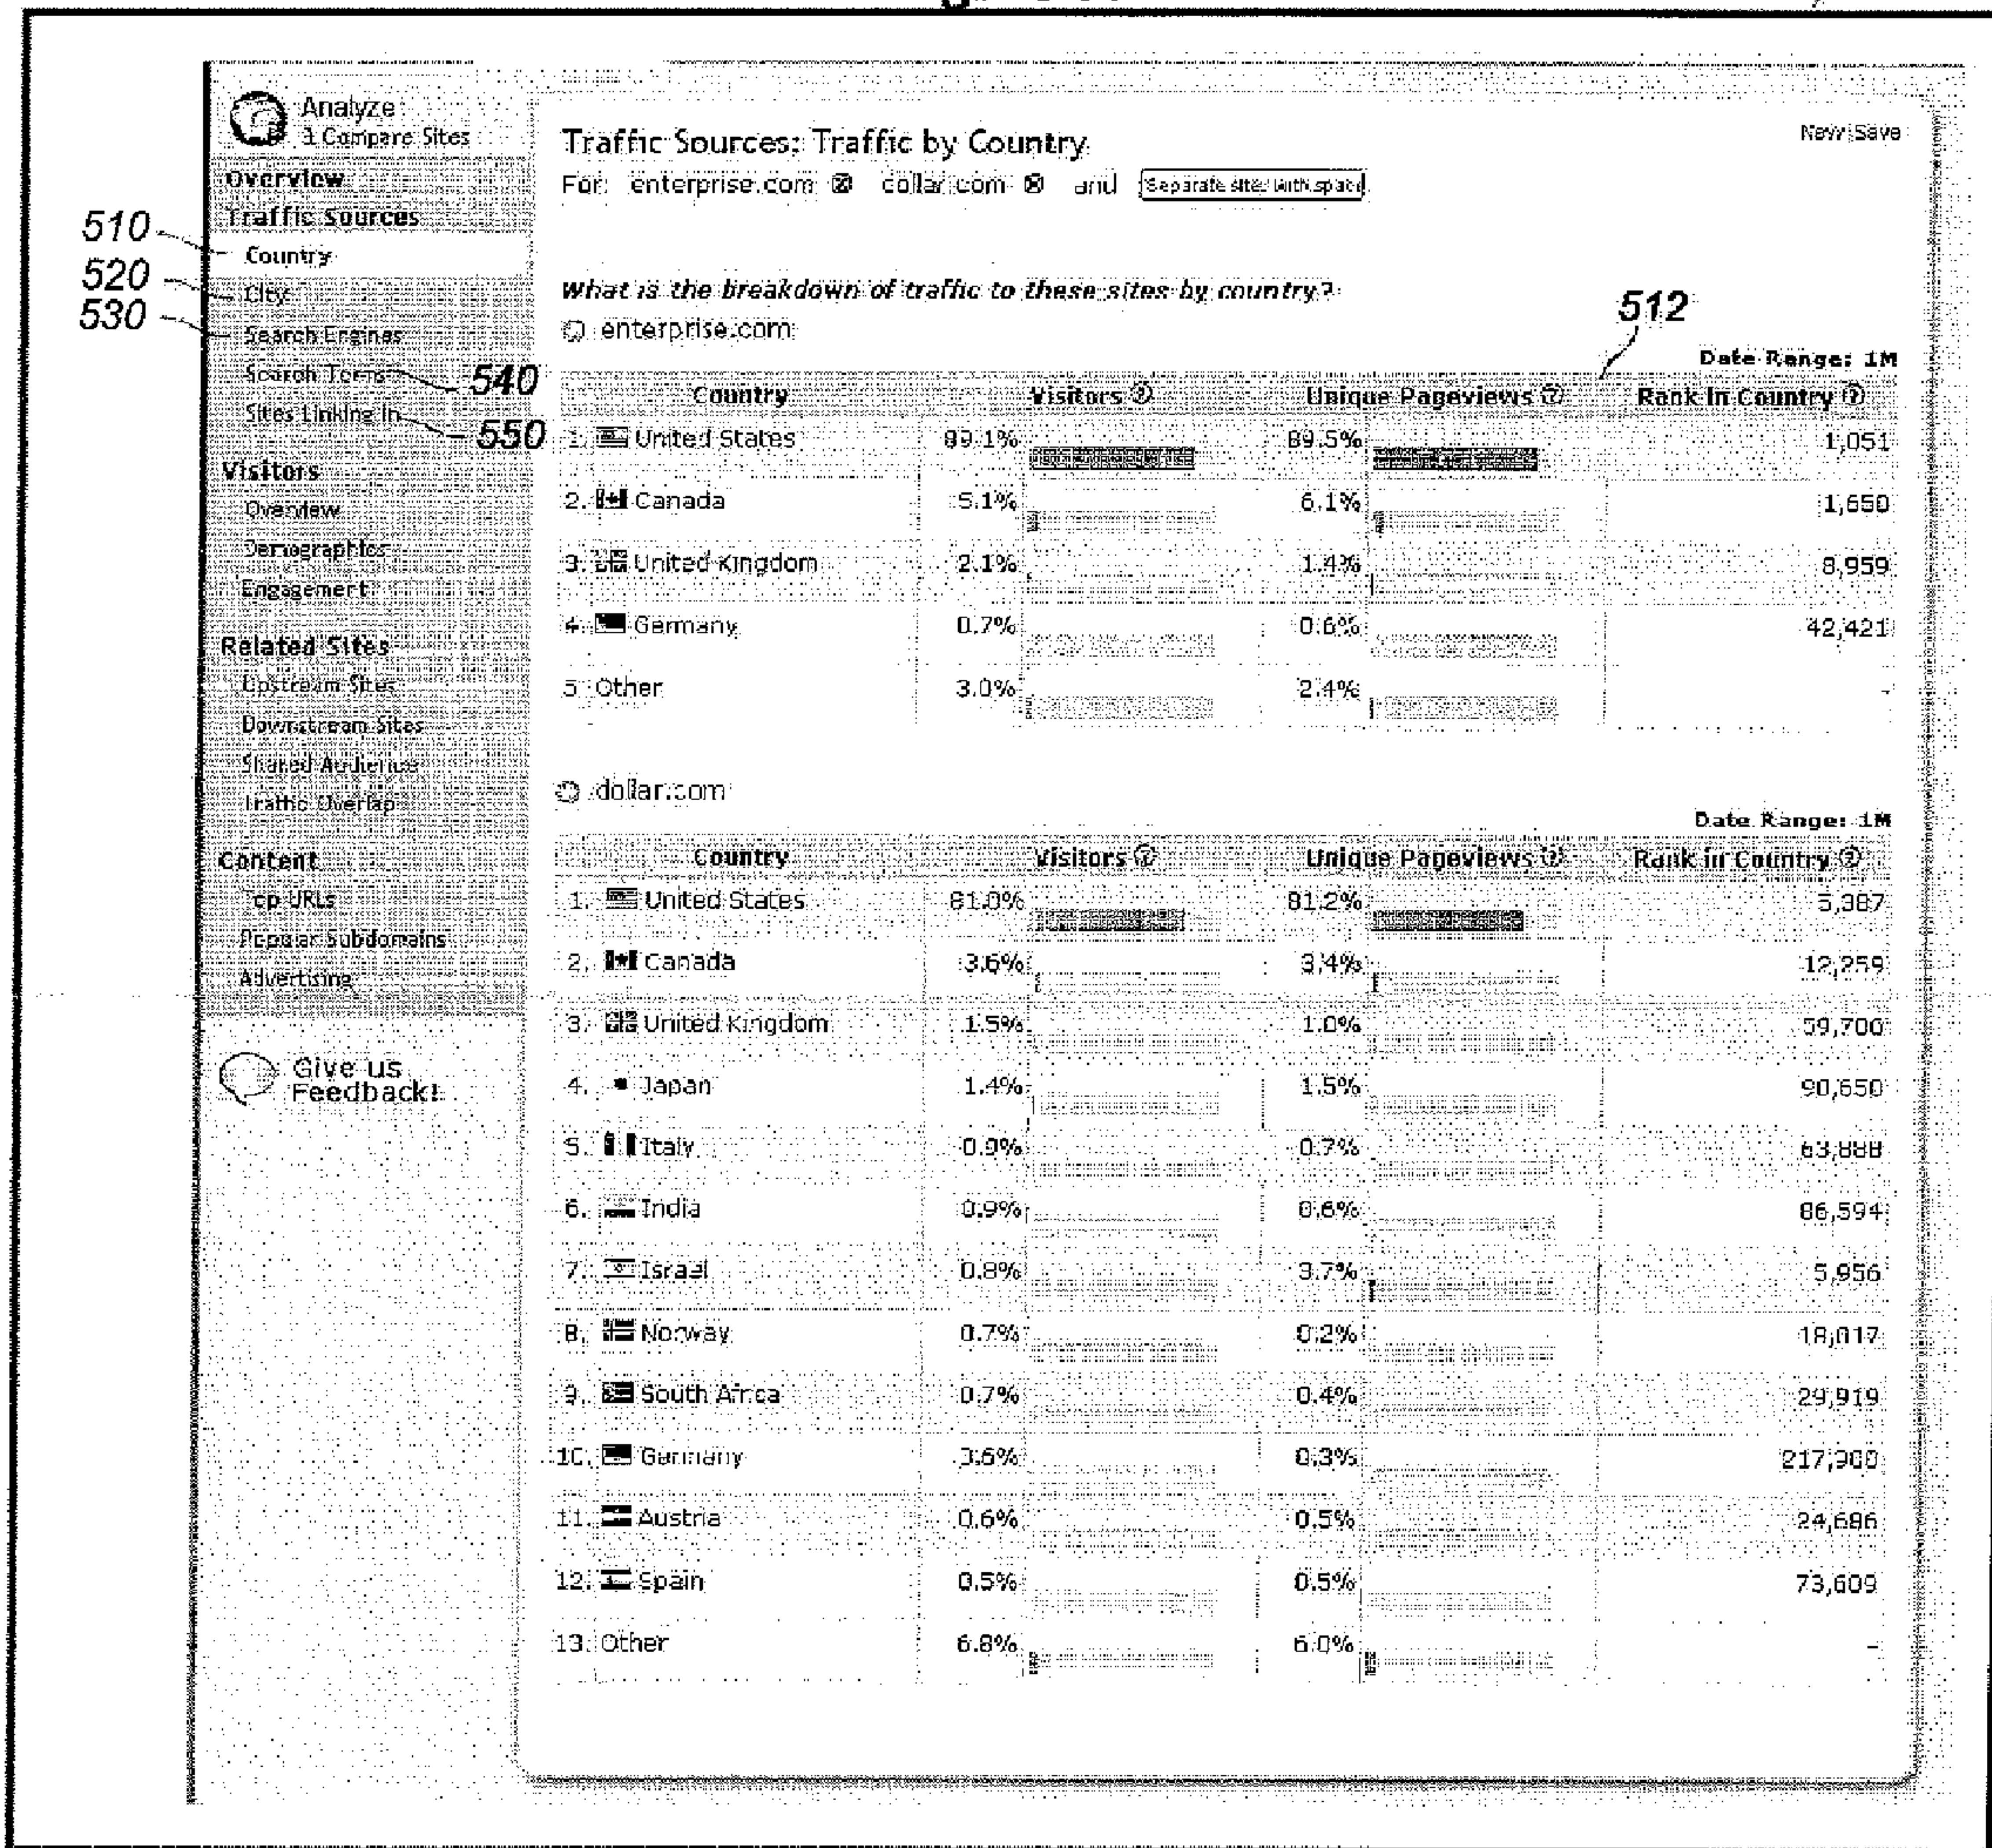 Analyze
Compare Sites
Overview
Traffic Sources
Country
City
Search Engines
Search Terms
Sites Linking In
Visitors
Overview
Demographics
Engagement
Related Sites
Upstream Sites
Downstream Sites
Shared Audience
Traffic Overlap
Content
Top URLs
Popular Subdomains
Advertising
Give us
Feedback!
510
520
530
540
550
New Save
Traffic Sources: Traffic by Country
For: enterprise.com dollar.com and Separate sites with space
What is the breakdown of traffic to these sites by country?
512
enterprise.com
Date Range: 1M
Country Visitors ? Unique Pageviews ? Rank in Country ?
1. United States 89.1% 89.5% 1,051
2. Canada 5.1% 6.1% 1,650
3. United Kingdom 2.1% 1.4% 8,959
4. Germany 0.7% 0.6% 42,421
5. Other 3.0% 2.4% -
dollar.com
Date Range: 1M
Country Visitors ? Unique Pageviews ? Rank in Country ?
1. United States 81.2%
2. Canada 3.6% 3.4% 12,259
3. United Kingdom 1.5% 1.0% 59,706
4. Japan 1.4% 1.5% 90,650
5. Italy 0.9% 0.7% 63,888
6. India 0.9% 0.6% 86,594
7. Israel 0.8% 3.7% 5,956
8. Norway 0.7% 0.2% 18,017
9. South Africa 0.7% 0.4% 29,919
10. Germany 0.3%
11. Austria 0.6% 0.5% 24,686
12. Spain 0.5% 0.5% 73,609
13. Other 6.8% 6.0% -